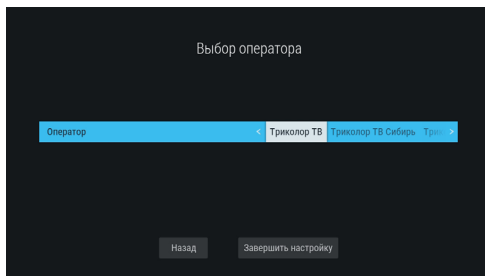 Выбор оператора
Оператор < Триколор ТВ Триколор ТВ Сибирь >
Назад Завершить настройку